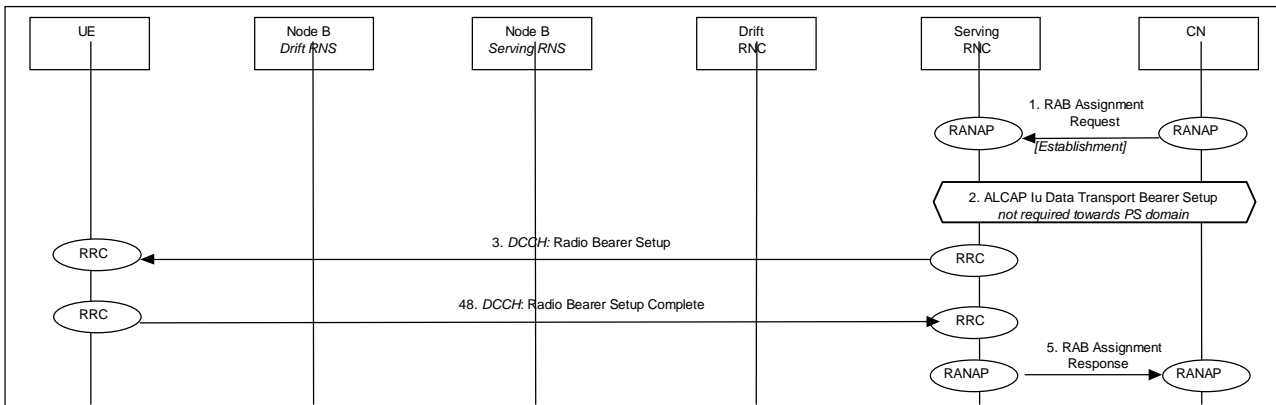 UE
Node B
Drift RNS
Node B
Serving RNS
Drift
RNC
Serving
RNC
CN
1. RAB Assignment
Request
RANAP
RANAP
[Establishment]
2. ALCAP Iu Data Transport Bearer Setup
not required towards PS domain
3. DCCH: Radio Bearer Setup
RRC
RRC
48. DCCH: Radio Bearer Setup Complete
RRC
RRC
5. RAB Assignment
Response
RANAP
RANAP